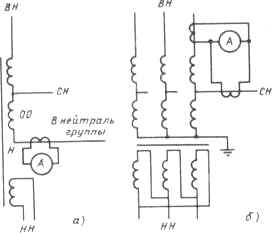 ВН
ВН
А
СН
СН
ОО
В нейтраль
группы
Н
А
НН
а)
НН
б)